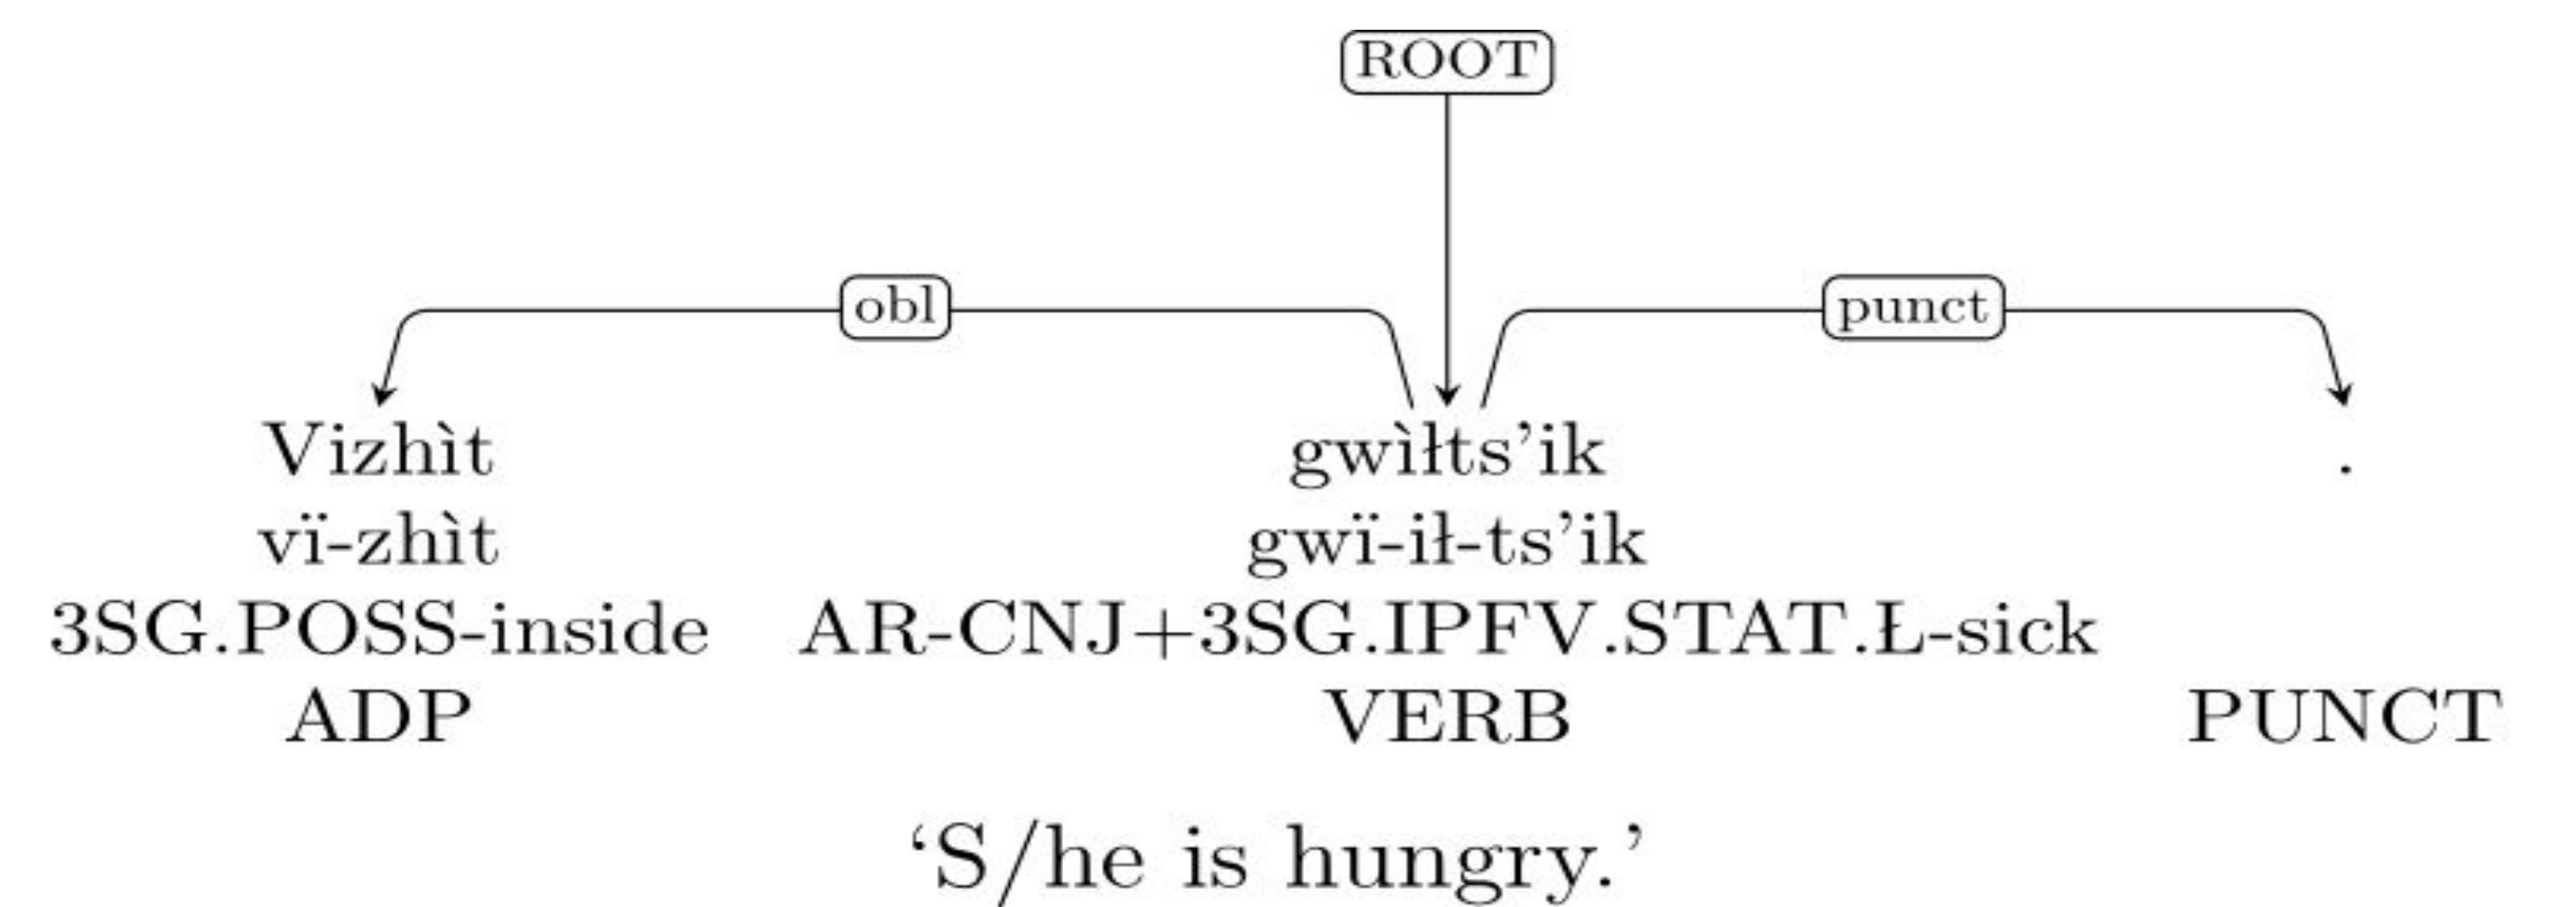 ROOT
obl punct
Vizhìt gwìłts’ik .
vï-zhìt gwï-ił-ts’ik
3SG.POSS-inside AR-CNJ+3SG.IPFV.STAT.Ł-sick
ADP VERB PUNCT
‘S/he is hungry.’